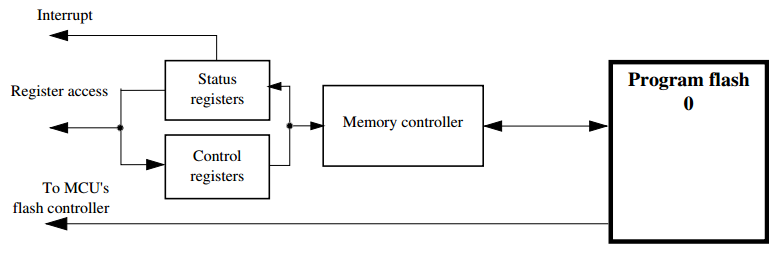 Interrupt
Register access
Status
registers
Control
registers
Memory controller
Program flash
0
To MCU's
flash controller